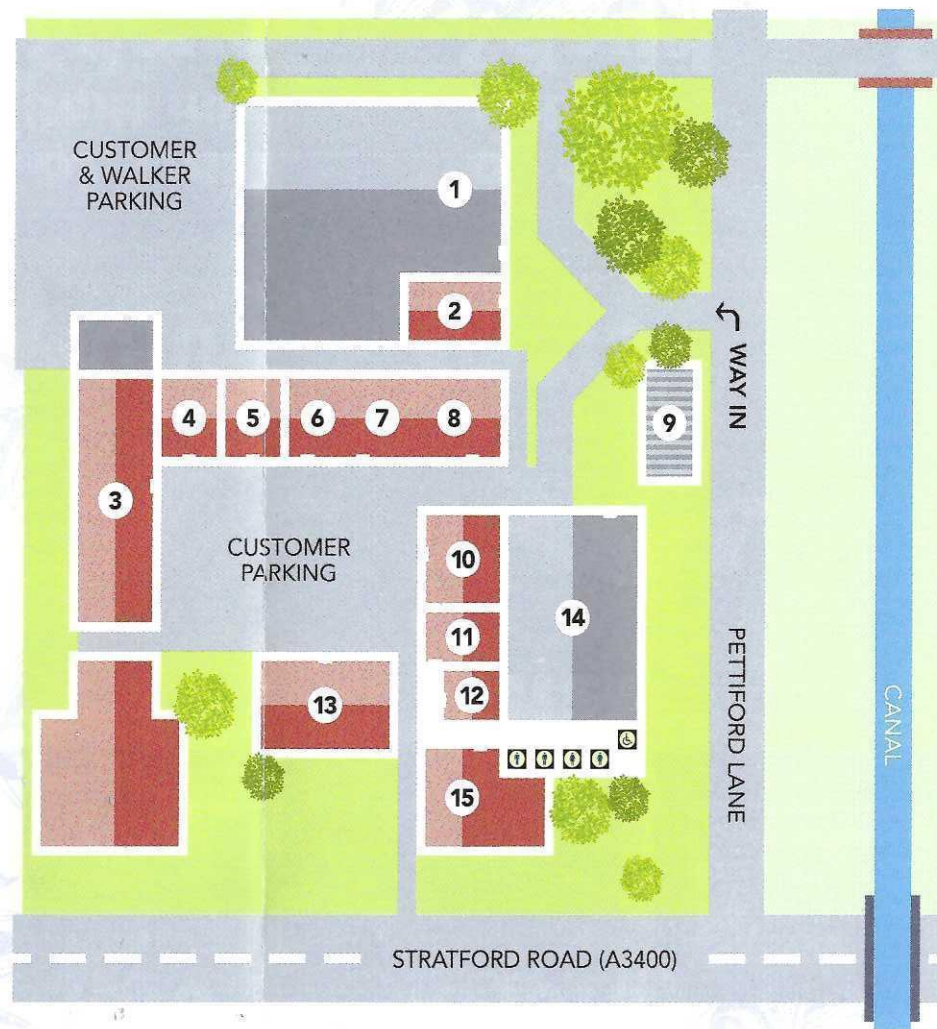 CUSTOMER
& WALKER
PARKING
1
2
WAY IN
3
4
5
6
7
8
9
CUSTOMER
PARKING
10
11
12
13
14
15
PETTIFORD LANE
CANAL
STRATFORD ROAD (A3400)